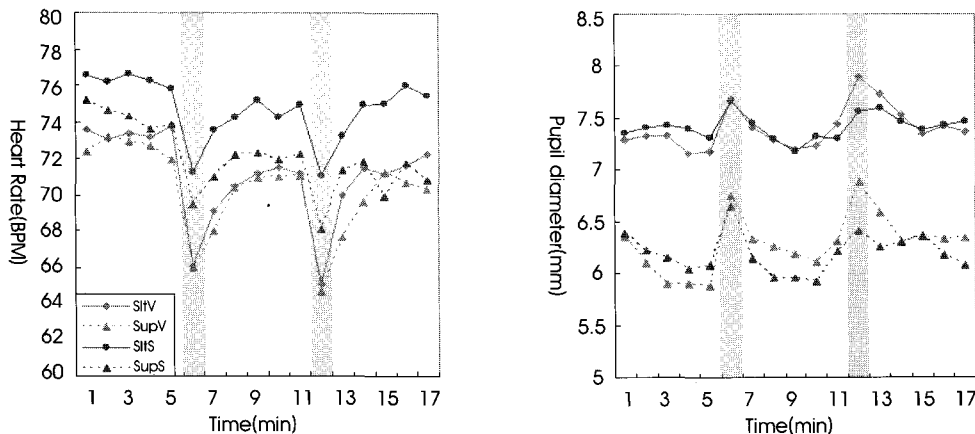 80
78
76
74
72
70
68
66
64
62
60
Heart Rate(BPM)
SitV
SupV
SitS
SupS
1 3 5 7 9 11 13 15 17
Time(min)
8.5
8
7.5
7
6.5
6
5.5
5
Pupil diameter(mm)
1 3 5 7 9 11 13 15 17
Time(min)